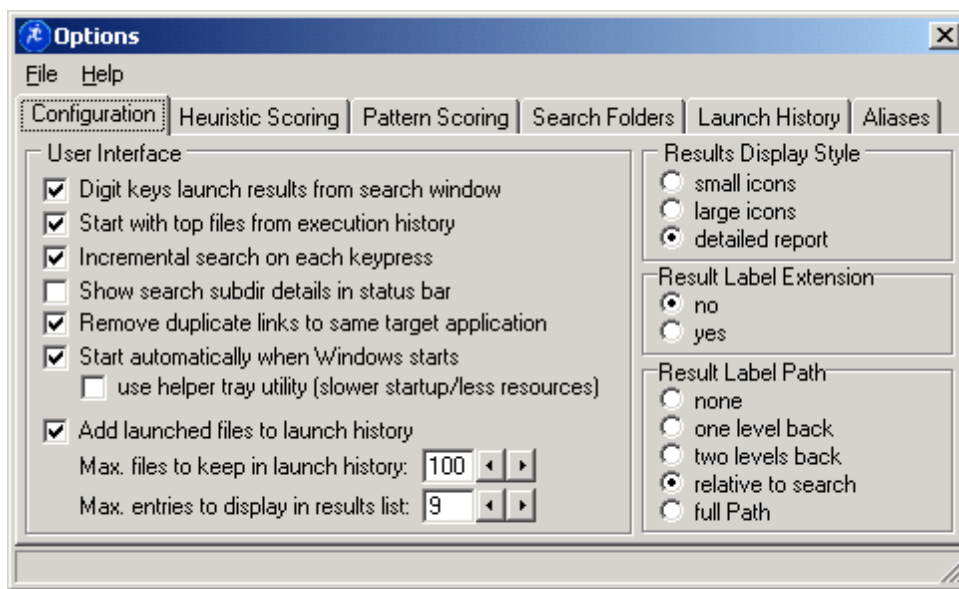 Options
File Help
Configuration Heuristic Scoring Pattern Scoring Search Folders Launch History Aliases
User Interface
Digit keys launch results from search window
Start with top files from execution history
Incremental search on each keypress
Show search subdir details in status bar
Remove duplicate links to same target application
Start automatically when Windows starts
use helper tray utility (slower startup/less resources)
Add launched files to launch history
Max. files to keep in launch history: 100
Max. entries to display in results list: 9
Results Display Style
small icons
large icons
detailed report
Result Label Extension
no
yes
Result Label Path
none
one level back
two levels back
relative to search
full Path